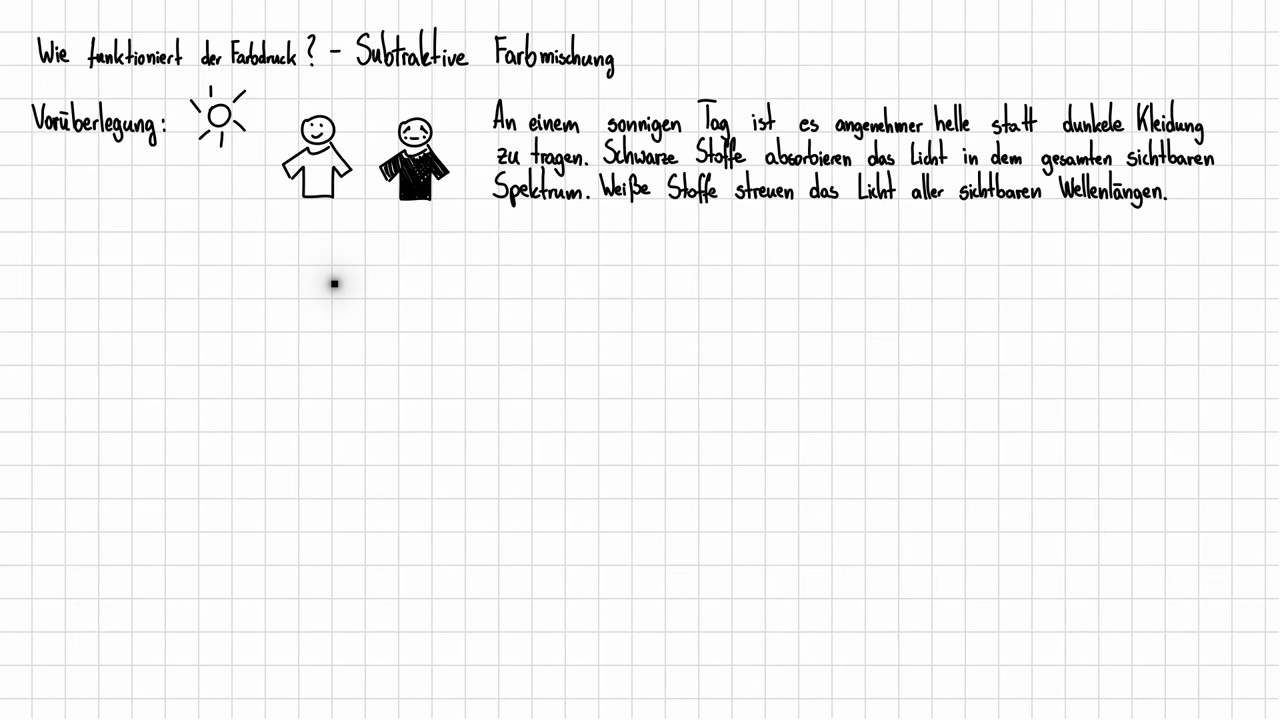 Wie funktioniert der Farbdruck? - Subtraktive Farbmischung
Vorüberlegung:
An einem sonnigen Tag ist es angenehmer helle statt dunkele Kleidung
zu tragen. Schwarze Stoffe absorbieren das Licht in dem gesamten sichtbaren
Spektrum. Weiße Stoffe streuen das Licht aller sichtbaren Wellenlängen.